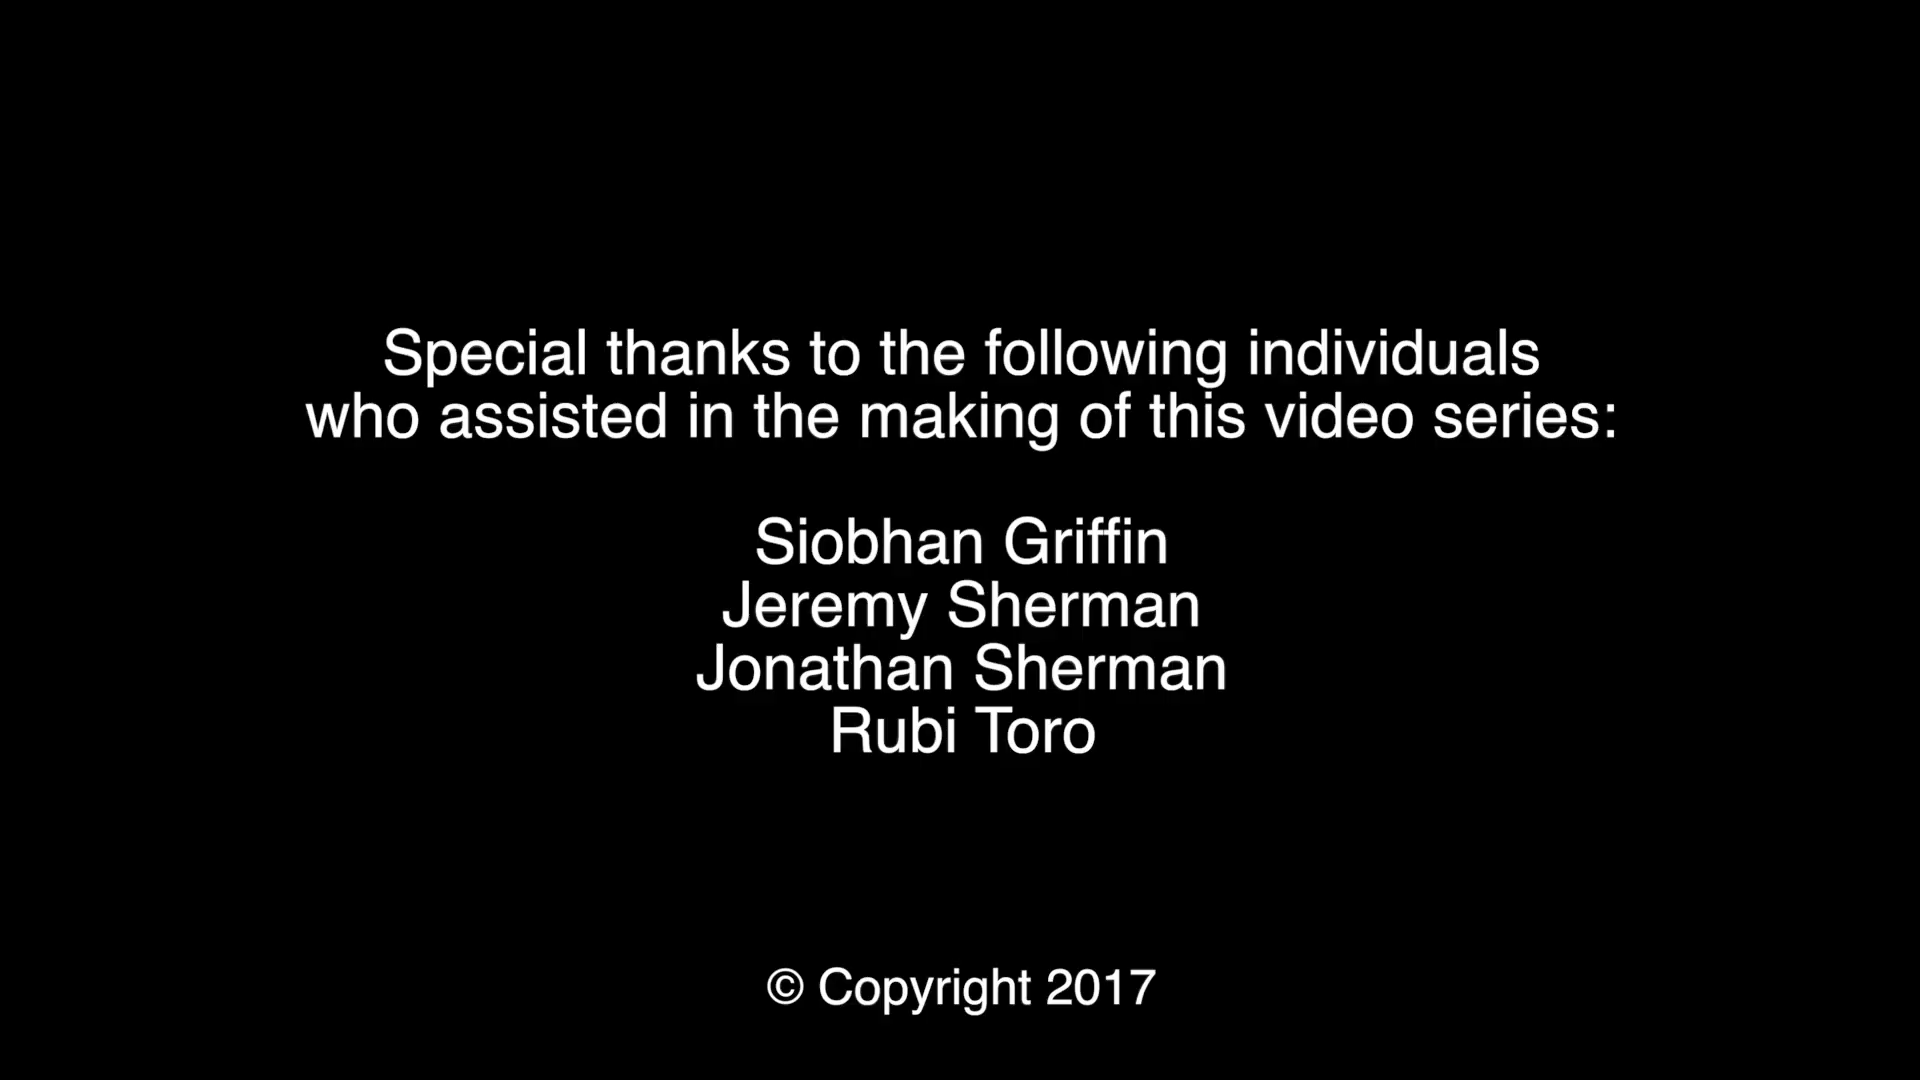 Special thanks to the following individuals
who assisted in the making of this video series:
Siobhan Griffin
Jeremy Sherman
Jonathan Sherman
Rubi Toro
© Copyright 2017